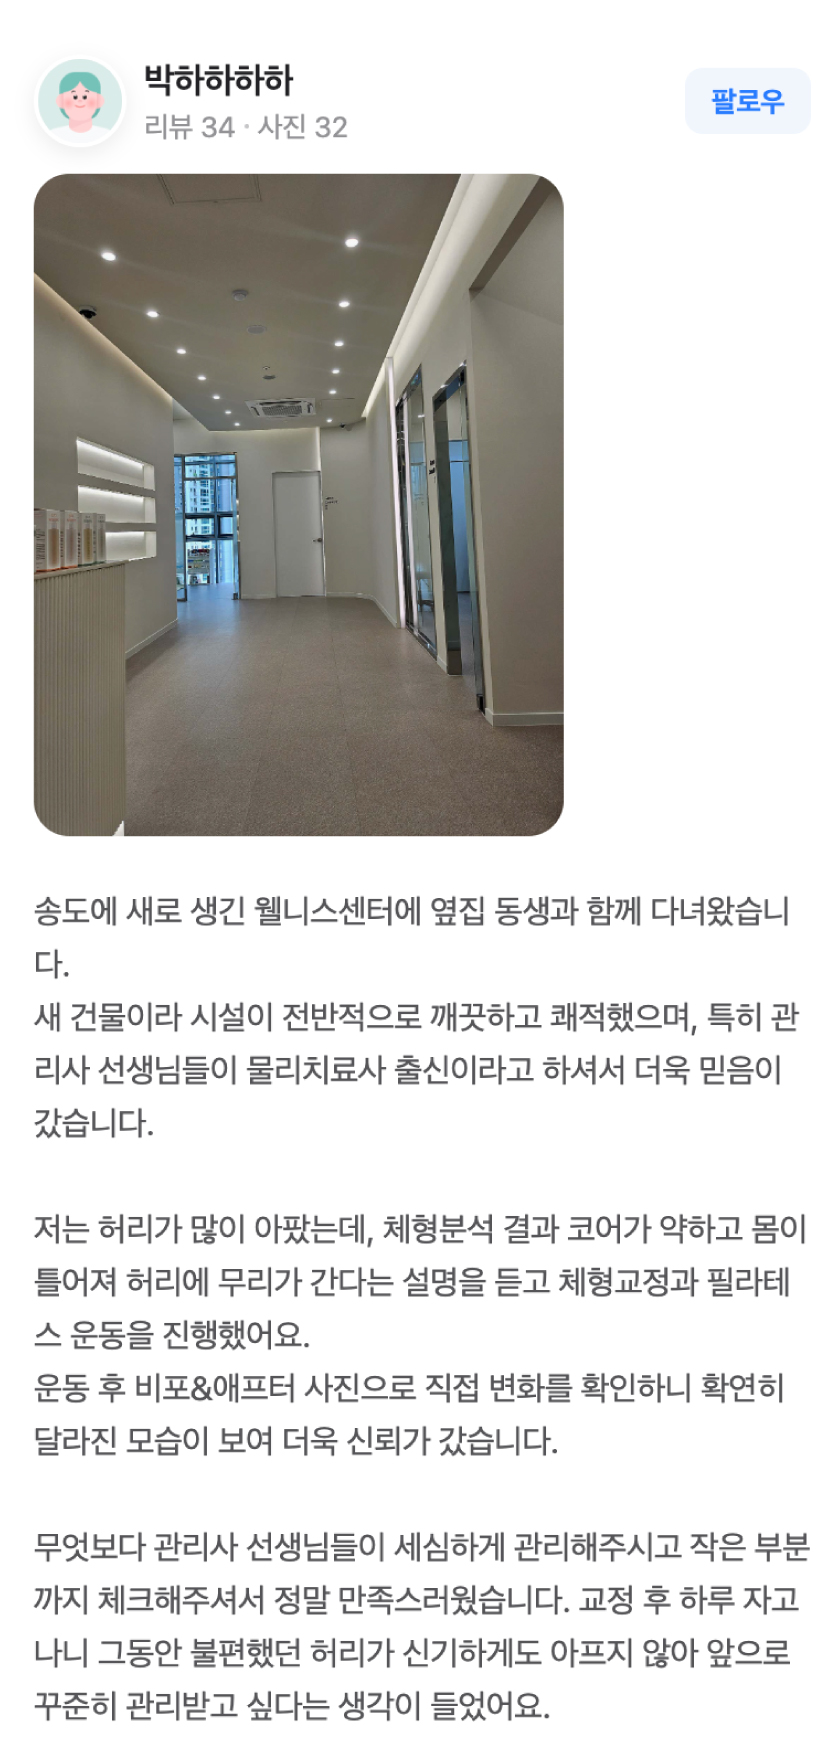 박하하하하
리뷰 34 · 사진 32
팔로우
송도에 새로 생긴 웰니스센터에 옆집 동생과 함께 다녀왔습니
다.
새 건물이라 시설이 전반적으로 깨끗하고 쾌적했으며, 특히 관
리사 선생님들이 물리치료사 출신이라고 하셔서 더욱 믿음이
갔습니다.
저는 허리가 많이 아팠는데, 체형분석 결과 코어가 약하고 몸이
틀어져 허리에 무리가 간다는 설명을 듣고 체형교정과 필라테
스 운동을 진행했어요.
운동 후 비포&애프터 사진으로 직접 변화를 확인하니 확연히
달라진 모습이 보여 더욱 신뢰가 갔습니다.
무엇보다 관리사 선생님들이 세심하게 관리해주시고 작은 부분
까지 체크해주셔서 정말 만족스러웠습니다. 교정 후 하루 자고
나니 그동안 불편했던 허리가 신기하게도 아프지 않아 앞으로
꾸준히 관리받고 싶다는 생각이 들었어요.